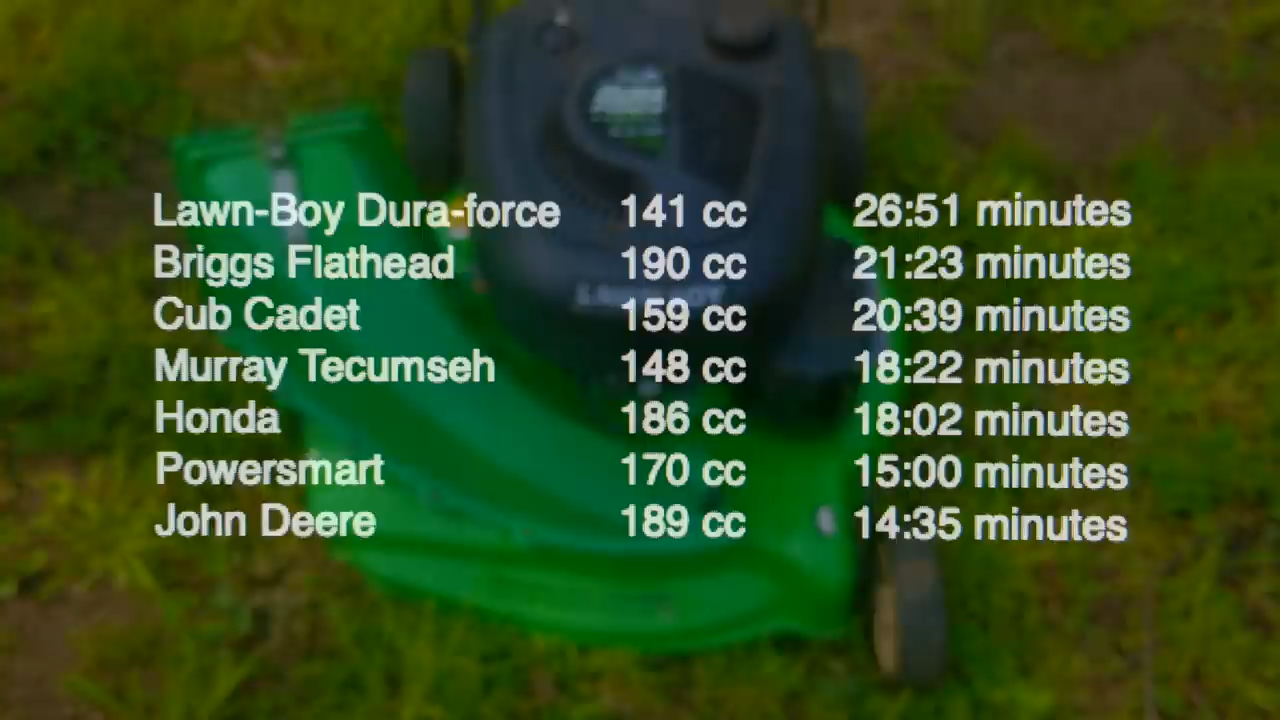 Lawn-Boy Dura-force 141 cc 26:51 minutes
Briggs Flathead 190 cc 21:23 minutes
Cub Cadet 159 cc 20:39 minutes
Murray Tecumseh 148 cc 18:22 minutes
Honda 186 cc 18:02 minutes
Powersmart 170 cc 15:00 minutes
John Deere 189 cc 14:35 minutes